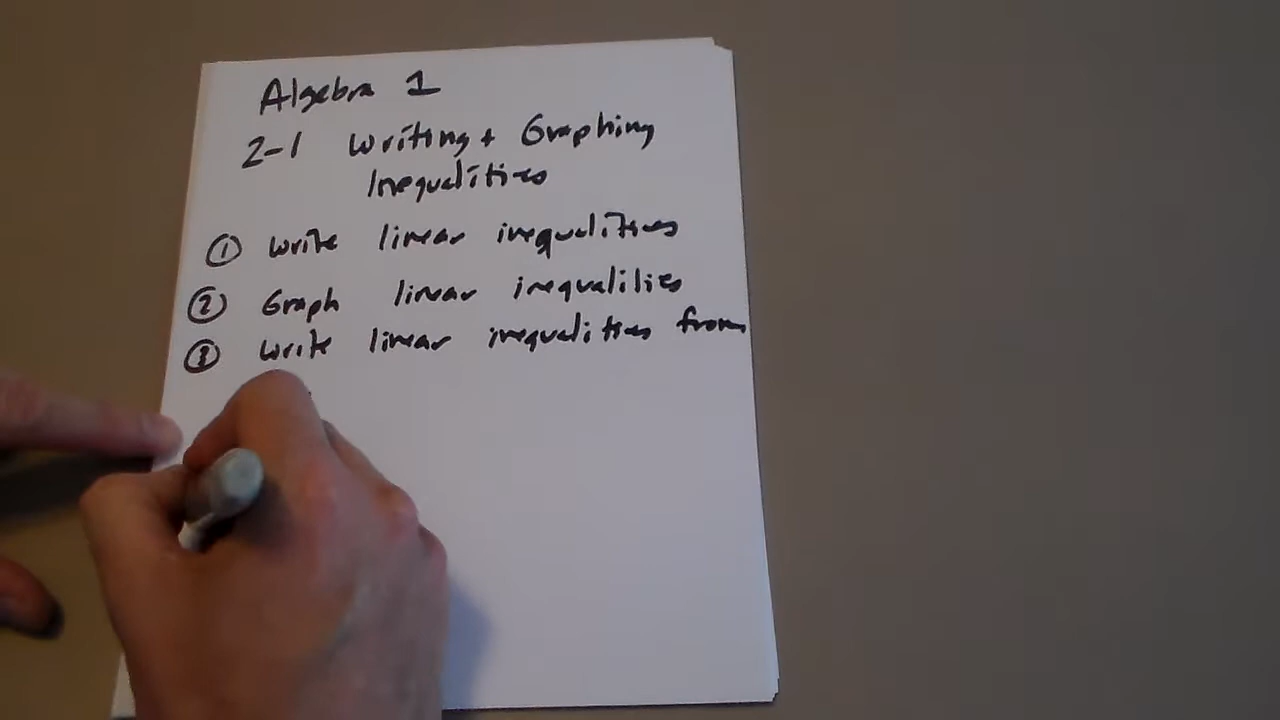 Algebra 1
2-1 Writing + Graphing
Inequalities
① Write linear inequalities
② Graph linear inequalities
③ Write linear inequalities from